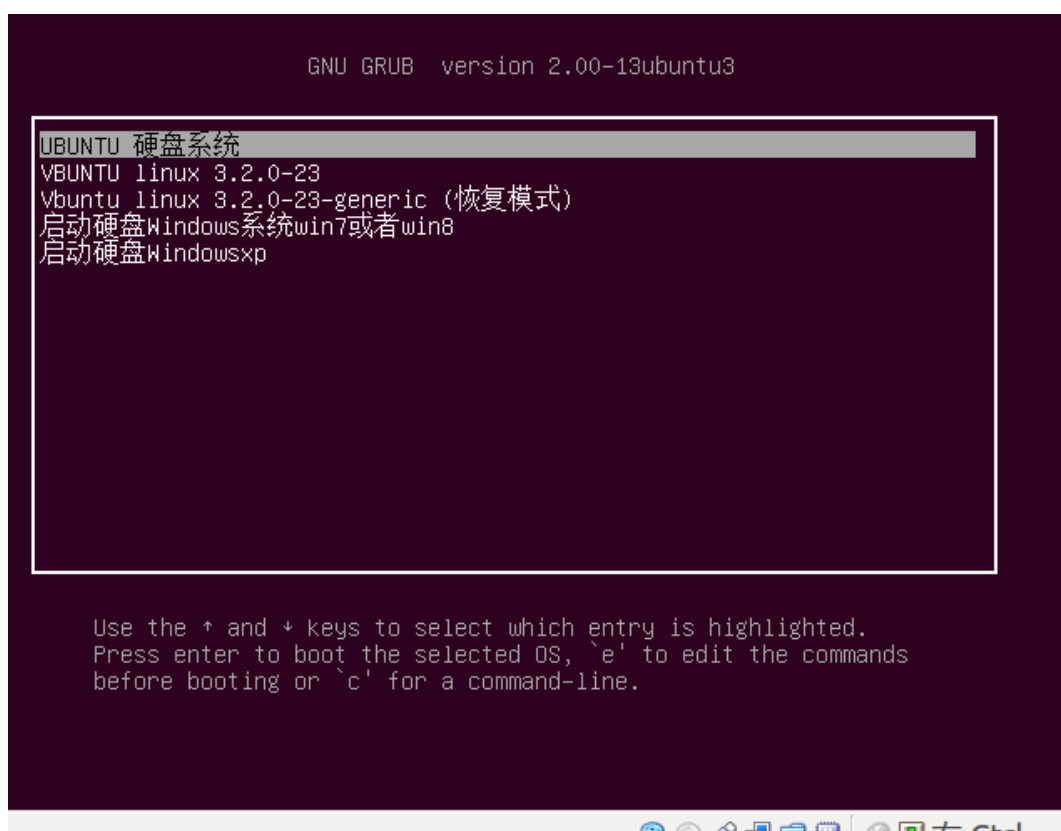 GNU GRUB  version 2.00-13ubuntu3
UBUNTU 硬盘系统
VBUNTU linux 3.2.0-23
Vbuntu linux 3.2.0-23-generic (恢复模式)
启动硬盘Windows系统win7或者win8
启动硬盘Windowsxp
Use the ↑ and ↓ keys to select which entry is highlighted.
Press enter to boot the selected OS, `e' to edit the commands
before booting or `c' for a command-line.
右 Ctrl